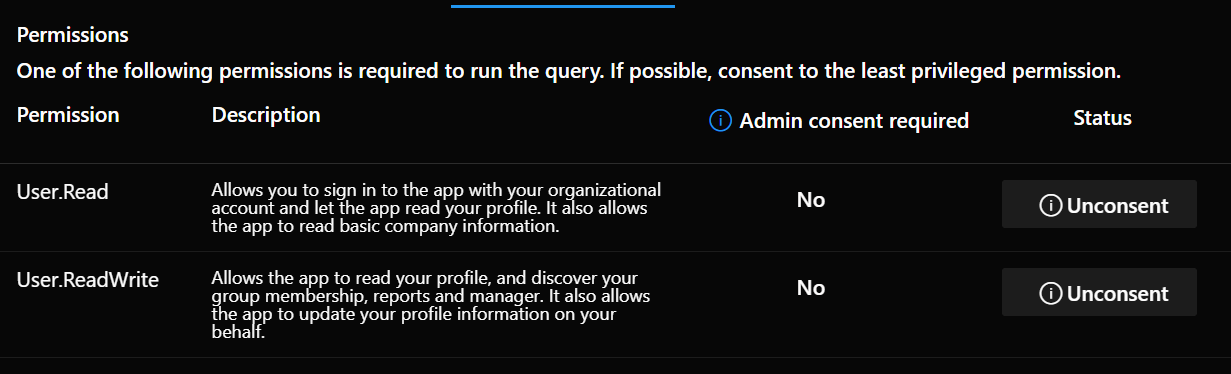 Permissions
One of the following permissions is required to run the query. If possible, consent to the least privileged permission.
Permission Description Admin consent required Status
User.Read Allows you to sign in to the app with your organizational No Unconsent
account and let the app read your profile. It also allows
the app to read basic company information.
User.ReadWrite Allows the app to read your profile, and discover your No Unconsent
group membership, reports and manager. It also allows
the app to update your profile information on your
behalf.